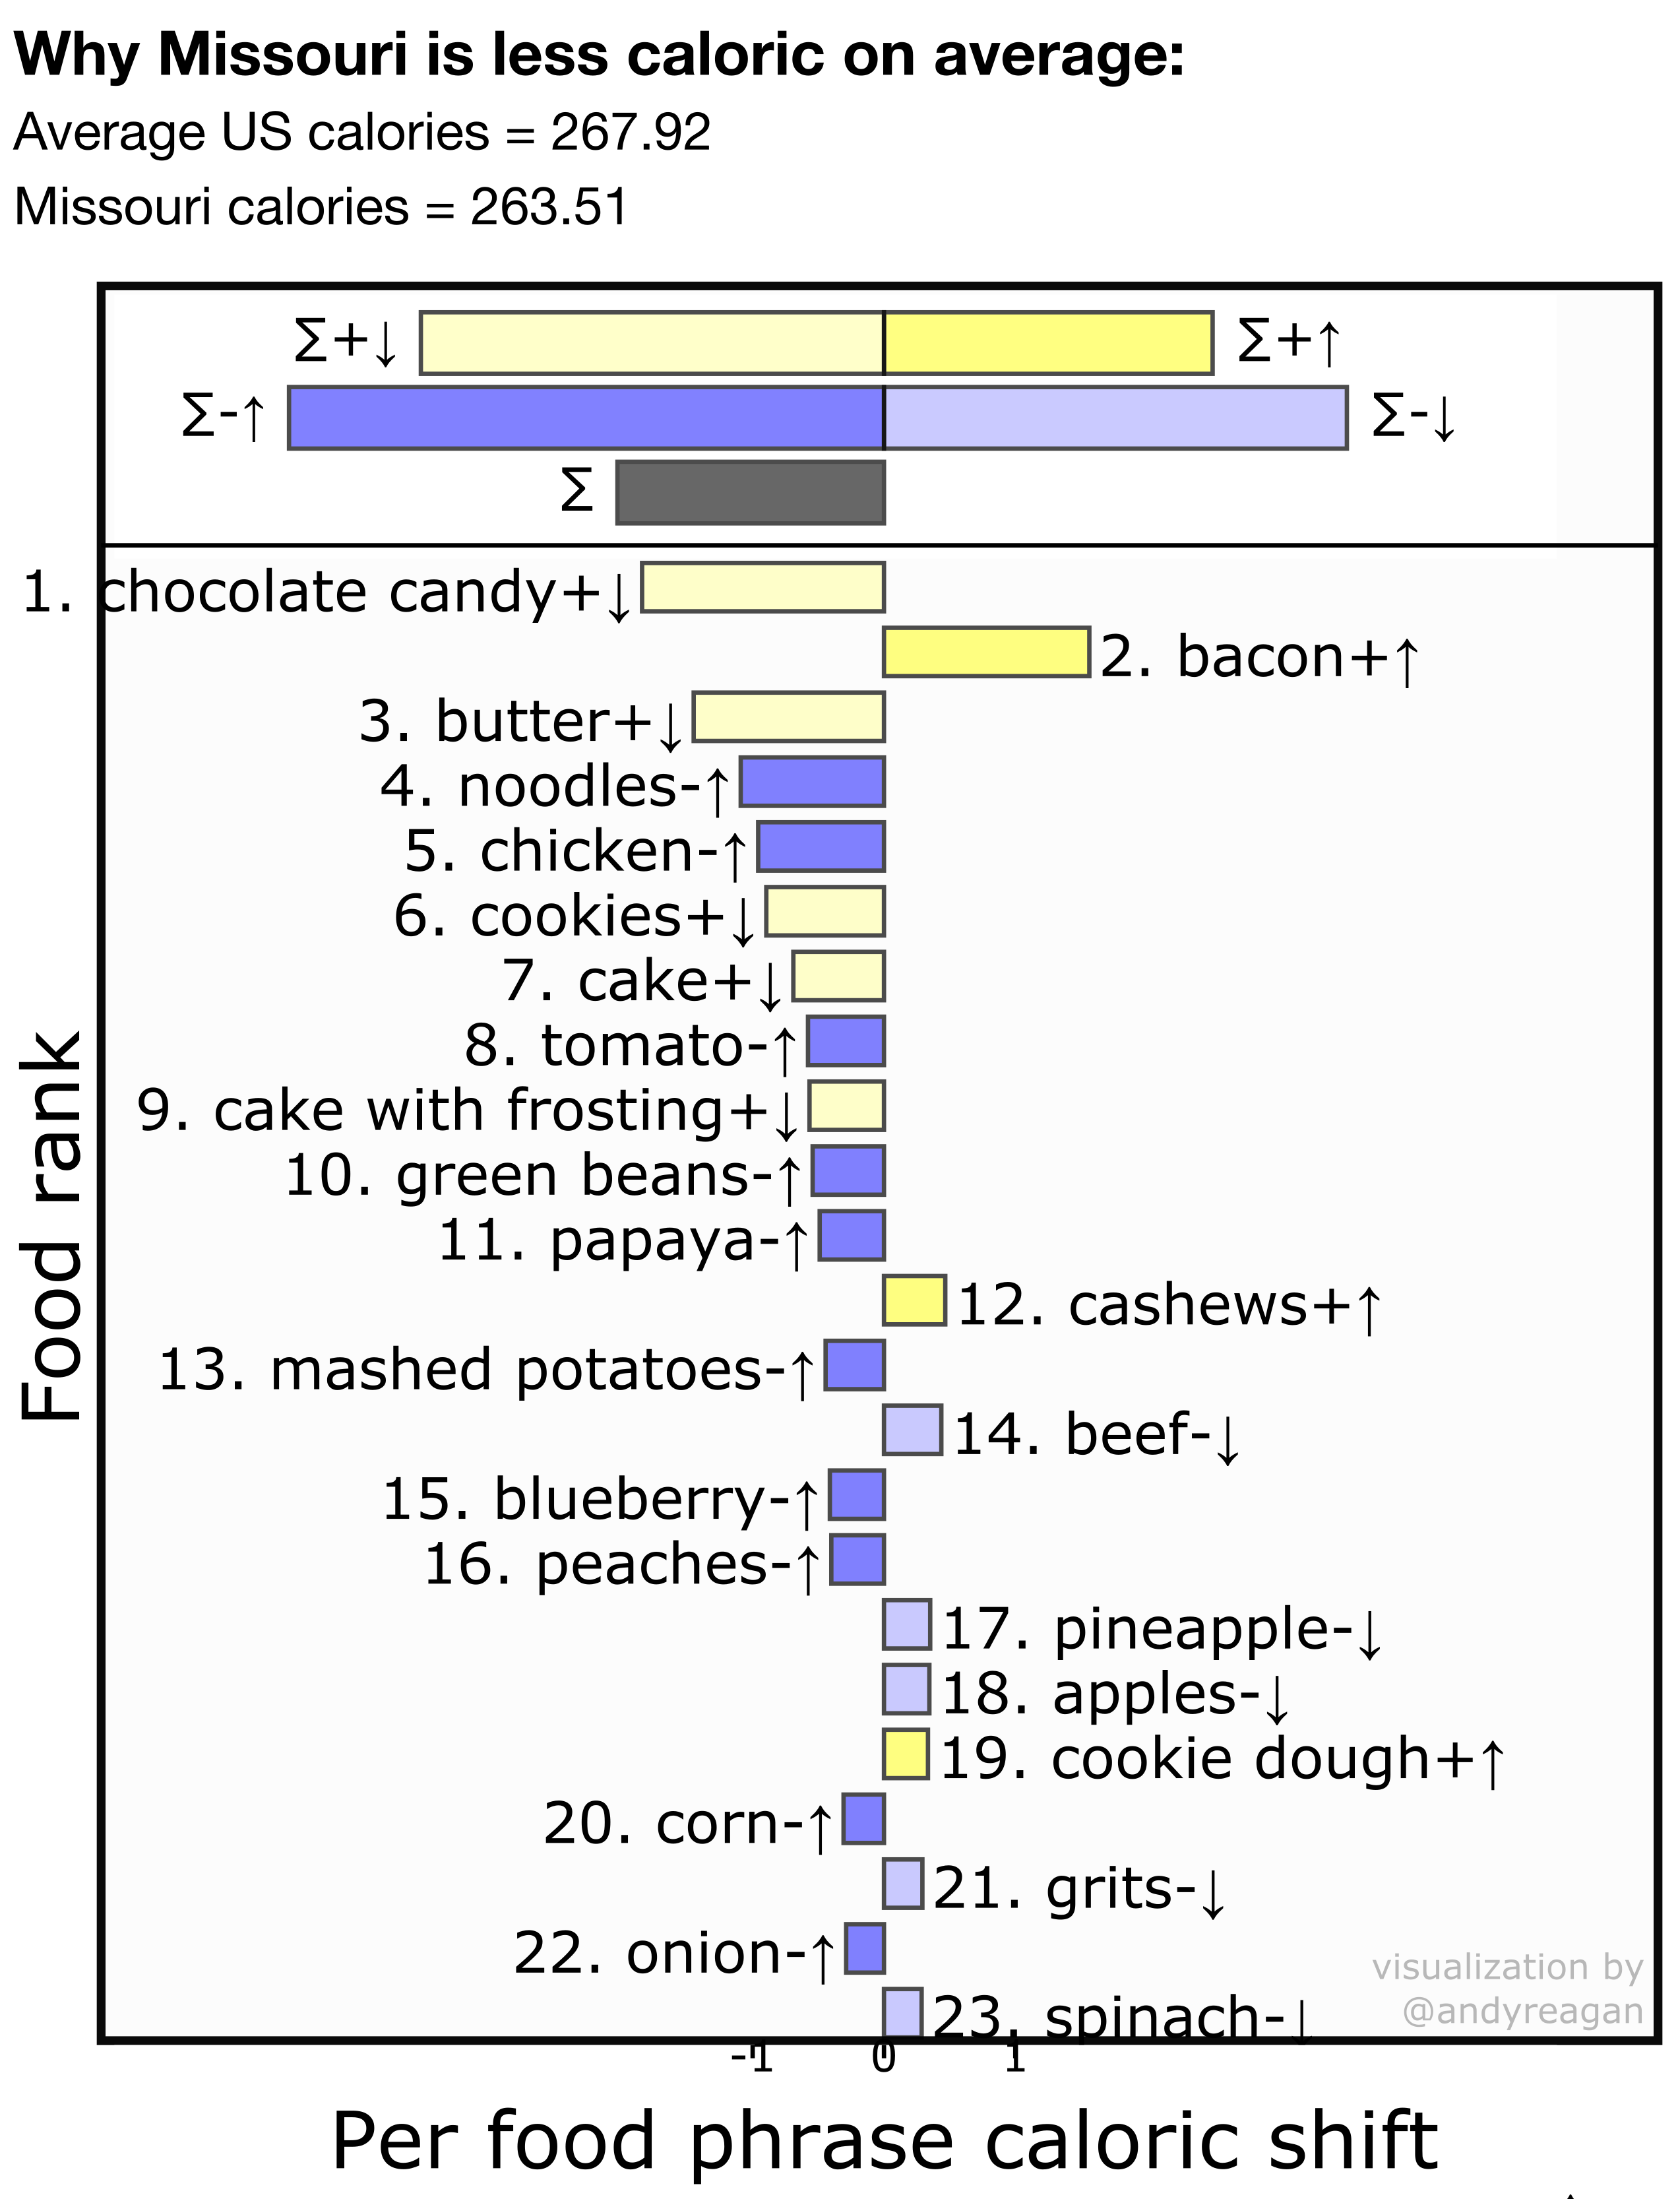 Why Missouri is less caloric on average:
Average US calories = 267.92
Missouri calories = 263.51
Σ+↓
Σ+↑
Σ-↑
Σ-↓
Σ
1. chocolate candy+↓
2. bacon+↑
3. butter+↓
4. noodles-↑
5. chicken-↑
6. cookies+↓
7. cake+↓
8. tomato-↑
9. cake with frosting+↓
10. green beans-↑
11. papaya-↑
12. cashews+↑
13. mashed potatoes-↑
14. beef-↓
15. blueberry-↑
16. peaches-↑
17. pineapple-↓
18. apples-↓
19. cookie dough+↑
20. corn-↑
21. grits-↓
22. onion-↑
23. spinach-↓
Food rank
visualization by
@andyreagan
-1 0 1
Per food phrase caloric shift